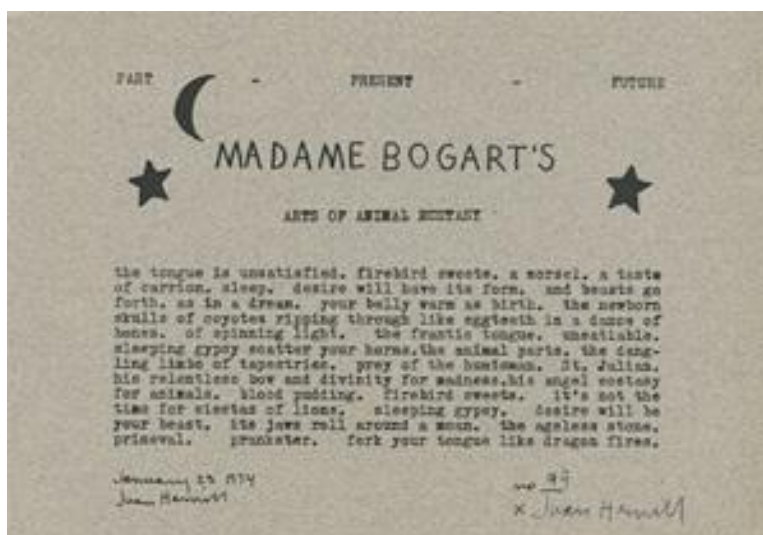 PAST - PRESENT - FUTURE
MADAME BOGART'S
ARTS OF ANIMAL ECSTASY
the tongue is unsatisfied. firebird sweets. a morsel. a taste
of carrion. sleep. desire will have its form. and beasts go
forth. as in a dream. your belly warm as birth. the newborn
skulls of coyotes ripping through like eggteeth in a dance of
bones. of spinning light. the frantic tongue. unsatiable.
sleeping gypsy scatter your horns.the animal parts. the dang-
ling limbs of tapestries. prey of the huntsman. St. Julian.
his relentless bow and divinity for madness.his angel ecstasy
for animals. blood pudding. firebird sweets. it's not the
time for siestas of lions. sleeping gypsy. desire will be
your beast. its jaws roll around a moon. the ageless stone.
primeval. prankster. fork your tongue like dragon fires.
January 23 1974
no 99
x